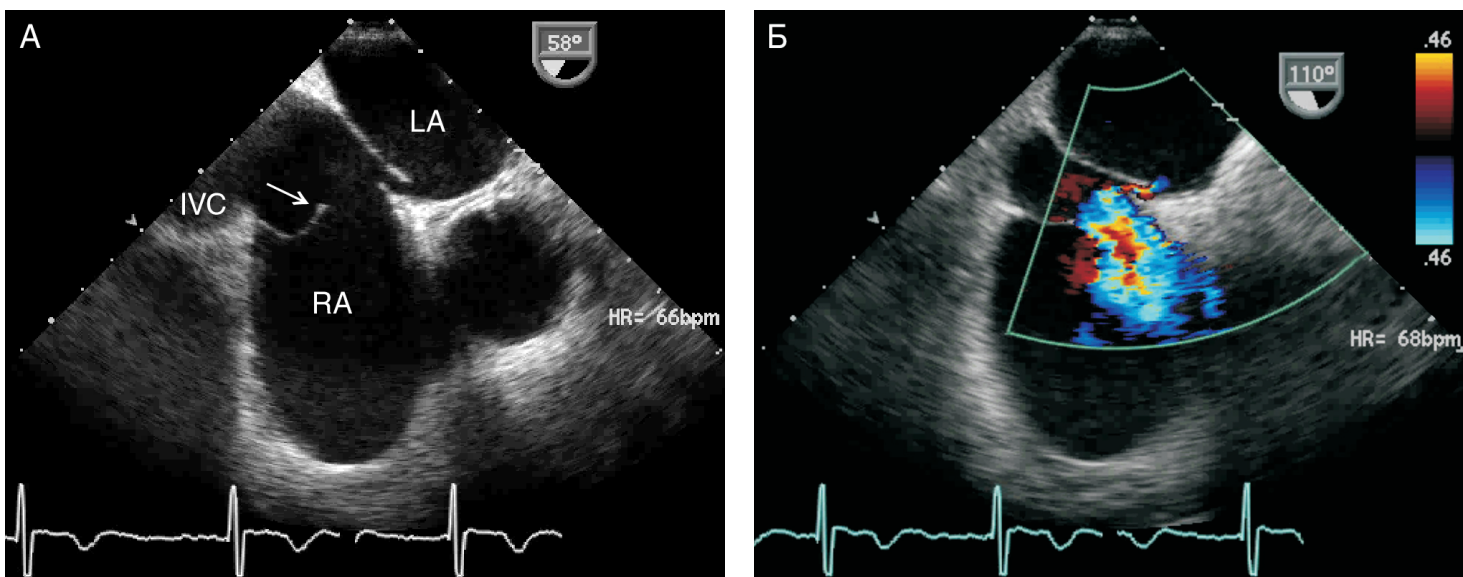 А
58°
LA
IVC
RA
HR= 66bpm
Б
110°
.46
.46
HR= 68bpm